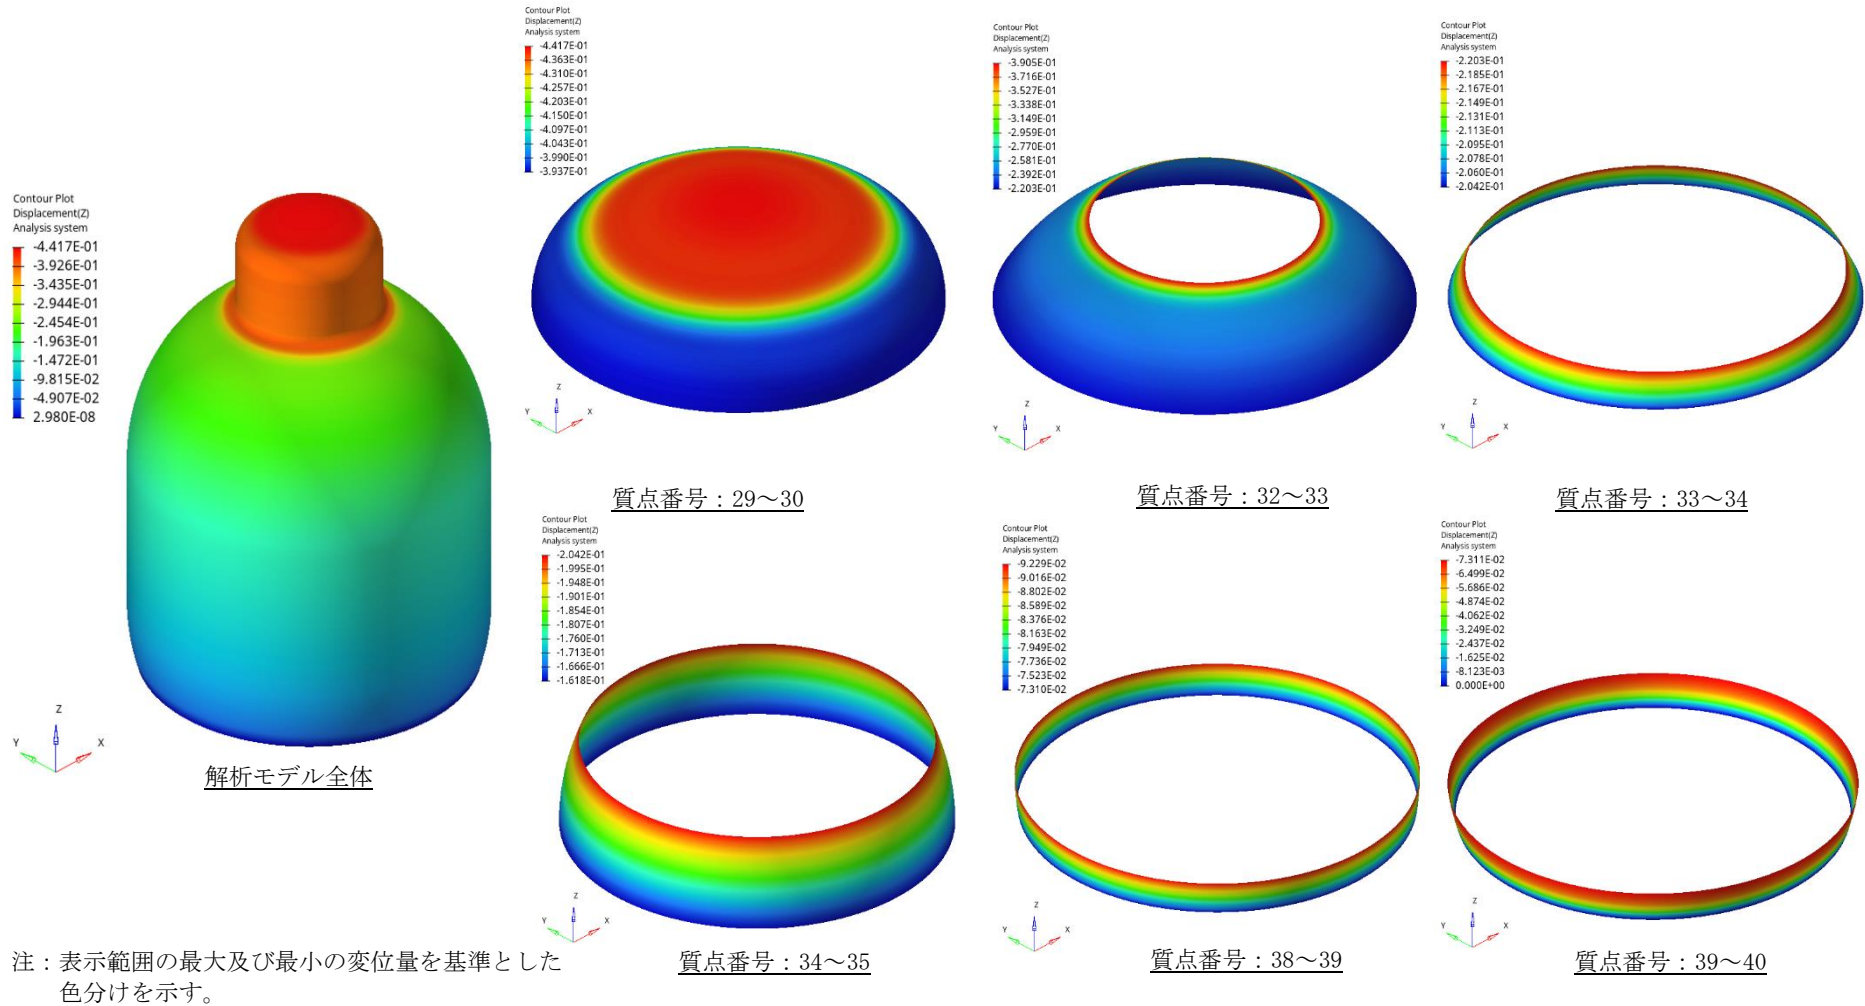 Contour Plot
Displacement(Z)
Analysis system
-4.417E-01
-3.926E-01
-3.435E-01
-2.944E-01
-2.454E-01
-1.963E-01
-1.472E-01
-9.815E-02
-4.907E-02
2.980E-08
Z
Y
X
解析モデル全体
Contour Plot
Displacement(Z)
Analysis system
-4.417E-01
-4.363E-01
-4.310E-01
-4.257E-01
-4.203E-01
-4.150E-01
-4.097E-01
-4.043E-01
-3.990E-01
-3.937E-01
Z
Y
X
質点番号:29～30
Contour Plot
Displacement(Z)
Analysis system
-3.905E-01
-3.716E-01
-3.527E-01
-3.338E-01
-3.149E-01
-2.959E-01
-2.770E-01
-2.581E-01
-2.392E-01
-2.203E-01
Z
Y
X
質点番号:32～33
Contour Plot
Displacement(Z)
Analysis system
-2.203E-01
-2.185E-01
-2.167E-01
-2.149E-01
-2.131E-01
-2.113E-01
-2.095E-01
-2.078E-01
-2.060E-01
-2.042E-01
Z
Y
X
質点番号:33～34
Contour Plot
Displacement(Z)
Analysis system
-2.042E-01
-1.995E-01
-1.948E-01
-1.901E-01
-1.854E-01
-1.807E-01
-1.760E-01
-1.713E-01
-1.666E-01
-1.618E-01
Z
Y
X
質点番号:34～35
Contour Plot
Displacement(Z)
Analysis system
-9.229E-02
-9.016E-02
-8.802E-02
-8.589E-02
-8.376E-02
-8.163E-02
-7.949E-02
-7.736E-02
-7.523E-02
-7.310E-02
Z
Y
X
質点番号:38～39
Contour Plot
Displacement(Z)
Analysis system
-7.311E-02
-6.499E-02
-5.686E-02
-4.874E-02
-4.062E-02
-3.249E-02
-2.437E-02
-1.625E-02
-8.123E-03
0.000E+00
Z
Y
X
質点番号:39～40
注:表示範囲の最大及び最小の変位量を基準とした
色分けを示す。